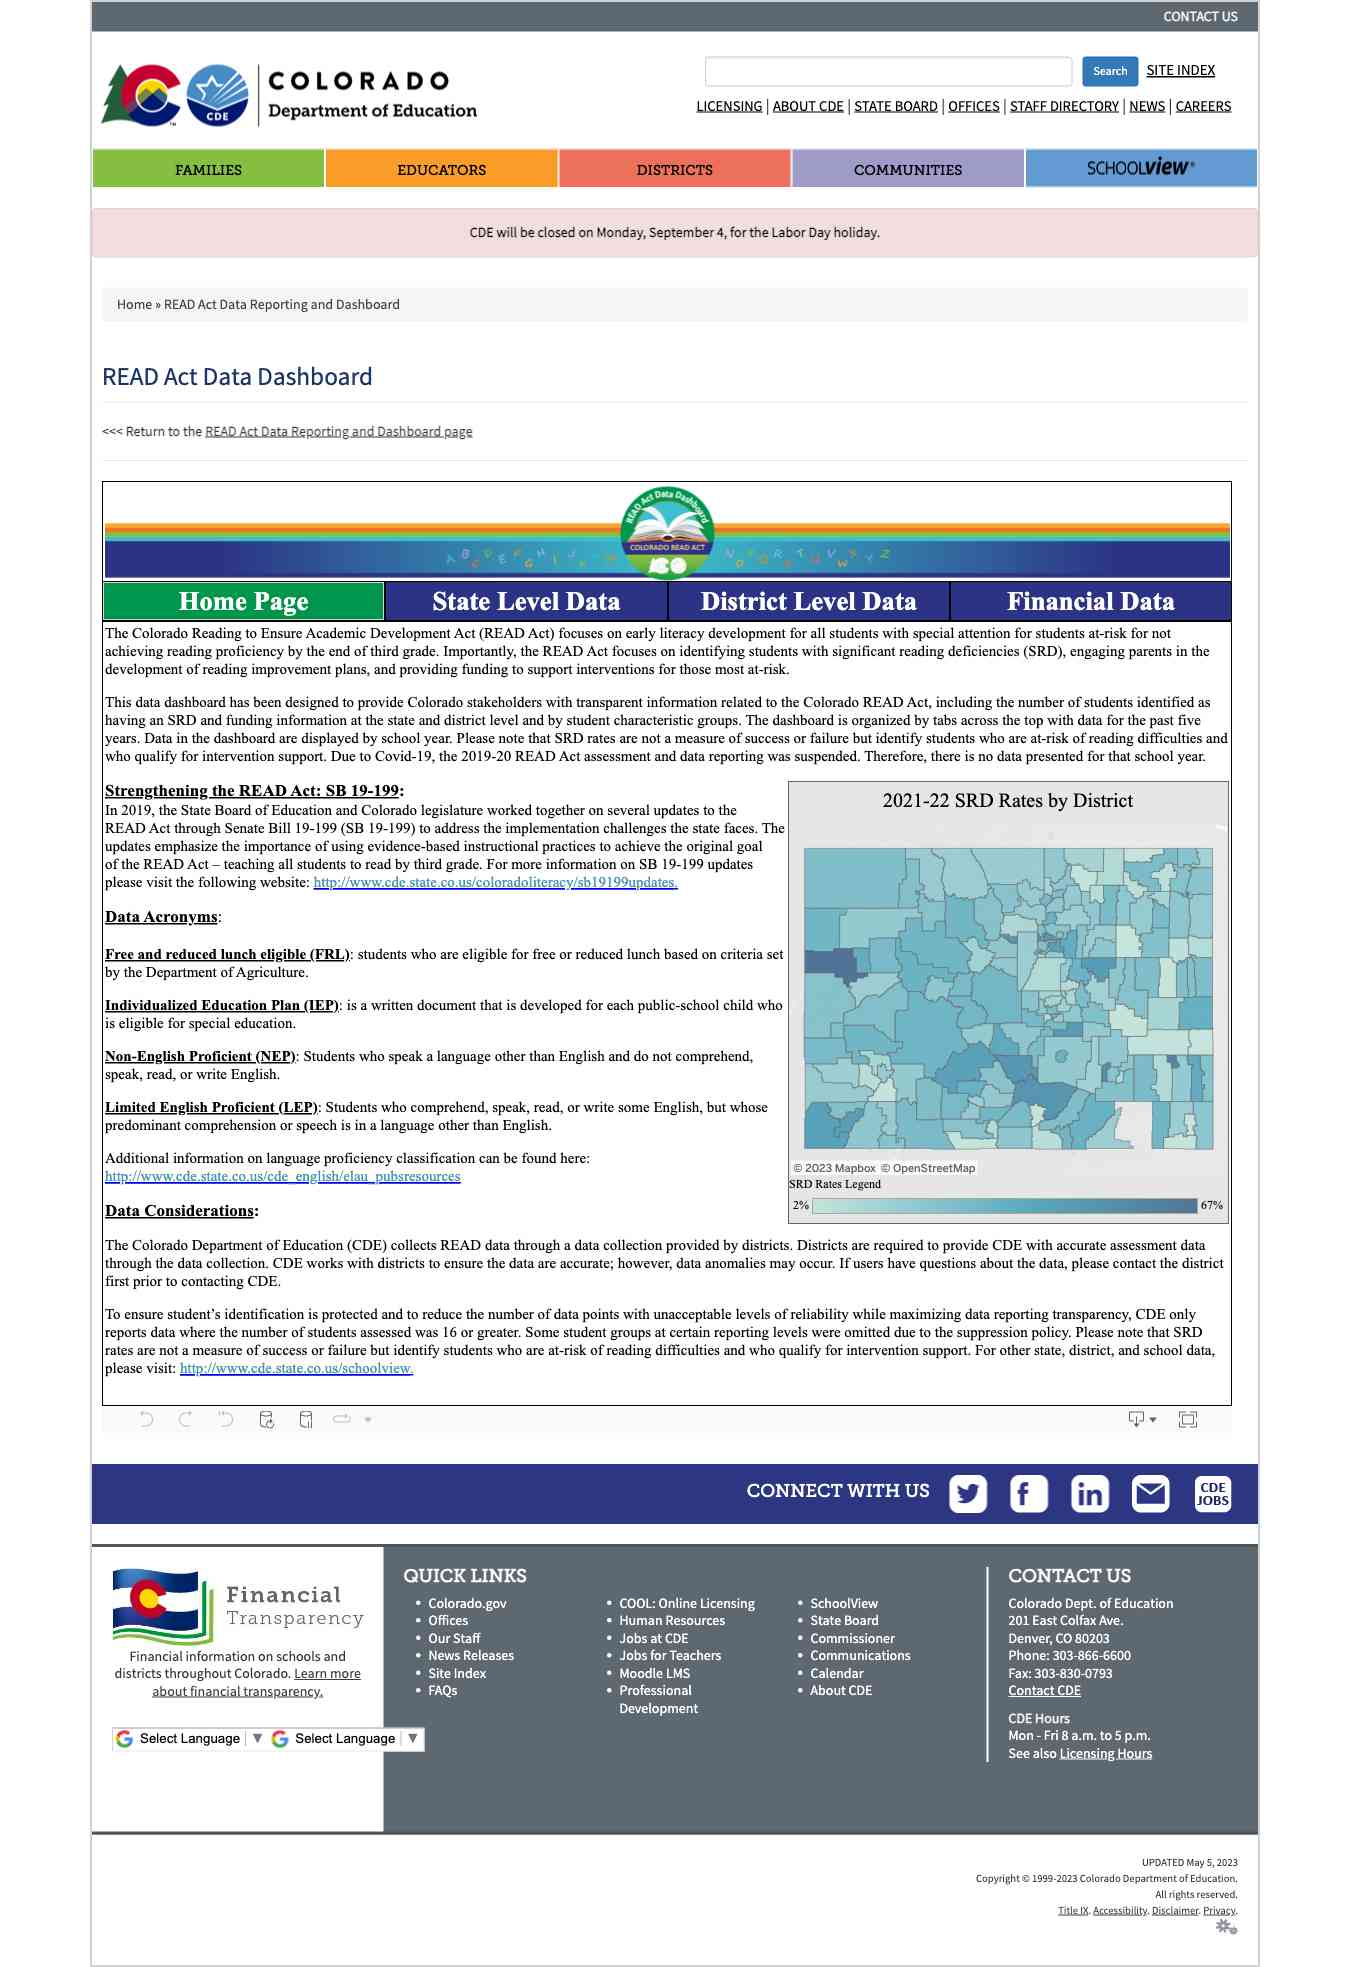 CONTACT US
CDE
COLORADO
Department of Education
Search
SITE INDEX
LICENSING | ABOUT CDE | STATE BOARD | OFFICES | STAFF DIRECTORY | NEWS | CAREERS
FAMILIES
EDUCATORS
DISTRICTS
COMMUNITIES
SCHOOLview®
CDE will be closed on Monday, September 4, for the Labor Day holiday.
Home » READ Act Data Reporting and Dashboard
READ Act Data Dashboard
<<< Return to the READ Act Data Reporting and Dashboard page
READ Act Data Dashboard
COLORADO READ ACT
Home Page
State Level Data
District Level Data
Financial Data
The Colorado Reading to Ensure Academic Development Act (READ Act) focuses on early literacy development for all students with special attention for students at-risk for not
achieving reading proficiency by the end of third grade. Importantly, the READ Act focuses on identifying students with significant reading deficiencies (SRD), engaging parents in the
development of reading improvement plans, and providing funding to support interventions for those most at-risk.
This data dashboard has been designed to provide Colorado stakeholders with transparent information related to the Colorado READ Act, including the number of students identified as
having an SRD and funding information at the state and district level and by student characteristic groups. The dashboard is organized by tabs across the top with data for the past five
years. Data in the dashboard are displayed by school year. Please note that SRD rates are not a measure of success or failure but identify students who are at-risk of reading difficulties and
who qualify for intervention support. Due to Covid-19, the 2019-20 READ Act assessment and data reporting was suspended. Therefore, there is no data presented for that school year.
Strengthening the READ Act: SB 19-199:
In 2019, the State Board of Education and Colorado legislature worked together on several updates to the
READ Act through Senate Bill 19-199 (SB 19-199) to address the implementation challenges the state faces. The
updates emphasize the importance of using evidence-based instructional practices to achieve the original goal
of the READ Act – teaching all students to read by third grade. For more information on SB 19-199 updates
please visit the following website: http://www.cde.state.co.us/coloradoliteracy/sb19199updates.
Data Acronyms:
Free and reduced lunch eligible (FRL): students who are eligible for free or reduced lunch based on criteria set
by the Department of Agriculture.
Individualized Education Plan (IEP): is a written document that is developed for each public-school child who
is eligible for special education.
Non-English Proficient (NEP): Students who speak a language other than English and do not comprehend,
speak, read, or write English.
Limited English Proficient (LEP): Students who comprehend, speak, read, or write some English, but whose
predominant comprehension or speech is in a language other than English.
Additional information on language proficiency classification can be found here:
http://www.cde.state.co.us/cde_english/elau_pubsresources
2021-22 SRD Rates by District
© 2023 Mapbox © OpenStreetMap
SRD Rates Legend
2%
67%
Data Considerations:
The Colorado Department of Education (CDE) collects READ data through a data collection provided by districts. Districts are required to provide CDE with accurate assessment data
through the data collection. CDE works with districts to ensure the data are accurate; however, data anomalies may occur. If users have questions about the data, please contact the district
first prior to contacting CDE.
To ensure student’s identification is protected and to reduce the number of data points with unacceptable levels of reliability while maximizing data reporting transparency, CDE only
reports data where the number of students assessed was 16 or greater. Some student groups at certain reporting levels were omitted due to the suppression policy. Please note that SRD
rates are not a measure of success or failure but identify students who are at-risk of reading difficulties and who qualify for intervention support. For other state, district, and school data,
please visit: http://www.cde.state.co.us/schoolview.
CONNECT WITH US
CDE
JOBS
Financial
Transparency
Financial information on schools and
districts throughout Colorado. Learn more
about financial transparency.
Select Language ▼
Select Language ▼
QUICK LINKS
• Colorado.gov
• Offices
• Our Staff
• News Releases
• Site Index
• FAQs
• COOL: Online Licensing
• Human Resources
• Jobs at CDE
• Jobs for Teachers
• Moodle LMS
• Professional
Development
• SchoolView
• State Board
• Commissioner
• Communications
• Calendar
• About CDE
CONTACT US
Colorado Dept. of Education
201 East Colfax Ave.
Denver, CO 80203
Phone: 303-866-6600
Fax: 303-830-0793
Contact CDE
CDE Hours
Mon - Fri 8 a.m. to 5 p.m.
See also Licensing Hours
UPDATED May 5, 2023
Copyright © 1999-2023 Colorado Department of Education.
All rights reserved.
Title IX. Accessibility. Disclaimer. Privacy.